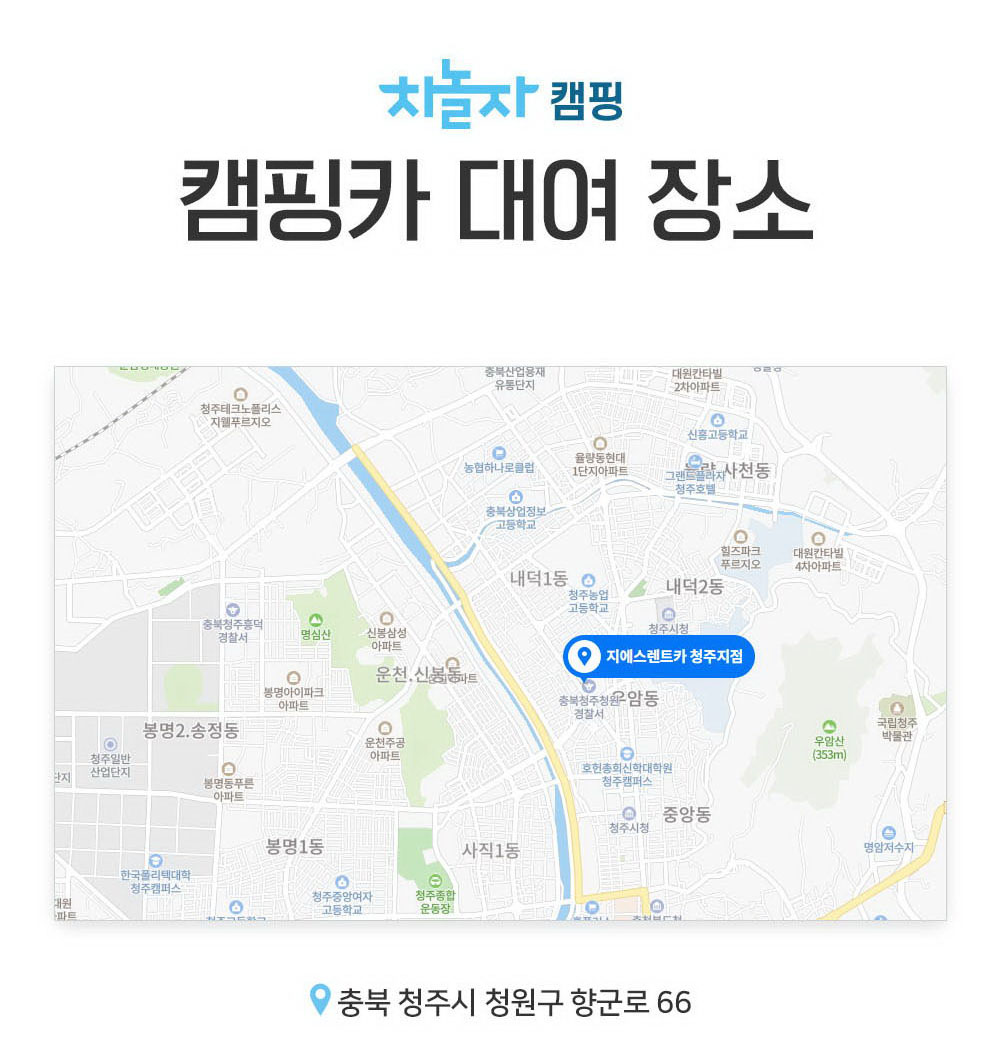 차놀자 캠핑
캠핑카 대여 장소
충북산업용재
유통단지
대원칸타빌
2차아파트
청주테크노폴리스
지웰푸르지오
신흥고등학교
율량동현대
1단지아파트
농협하나로클럽
사천동
그랜드플라자
청주호텔
충북상업정보
고등학교
힐즈파크
푸르지오
대원칸타빌
4차아파트
내덕1동
내덕2동
청주농업
고등학교
충북청주흥덕
경찰서
명심산
신봉삼성
아파트
청주시청
지에스렌트카 청주지점
운천.신봉동
봉명아이파크
아파트
충북청주청원
경찰서
우암동
국립청주
박물관
봉명2.송정동
운천주공
아파트
우암산
(353m)
청주일반
산업단지
단지
봉명동푸른
아파트
호헌총회신학대학원
청주캠퍼스
중앙동
청주시청
봉명1동
사직1동
명암저수지
한국폴리텍대학
청주캠퍼스
청주중앙여자
고등학교
청주종합
운동장
대원
파트
충북 청주시 청원구 향군로 66